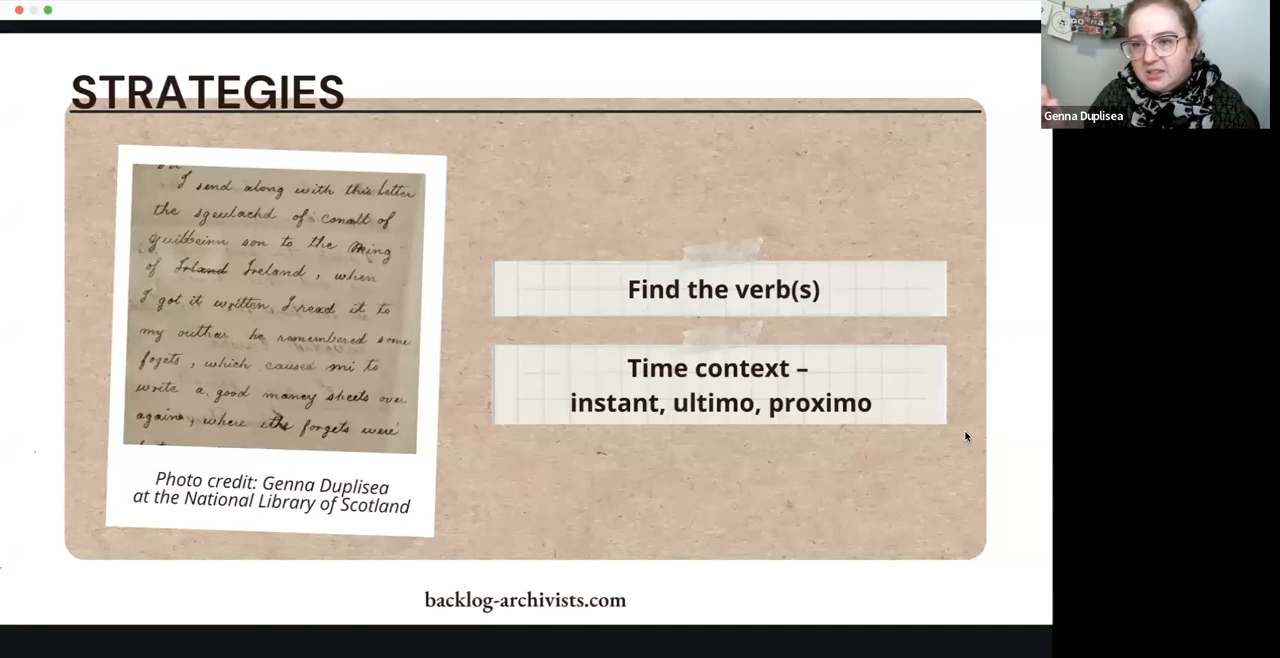 STRATEGIES
I send along with this letter
the sgeulachd of conall of
guilbeinn son to the King
of Irland Ireland, when
I got it written, I read it to
my outhar he remembered some
fogets, which caused mi to
write a good maney sheets over
again, where the forgets were
Photo credit: Genna Duplisea
at the National Library of Scotland
Find the verb(s)
Time context –
instant, ultimo, proximo
backlog-archivists.com
Genna Duplisea